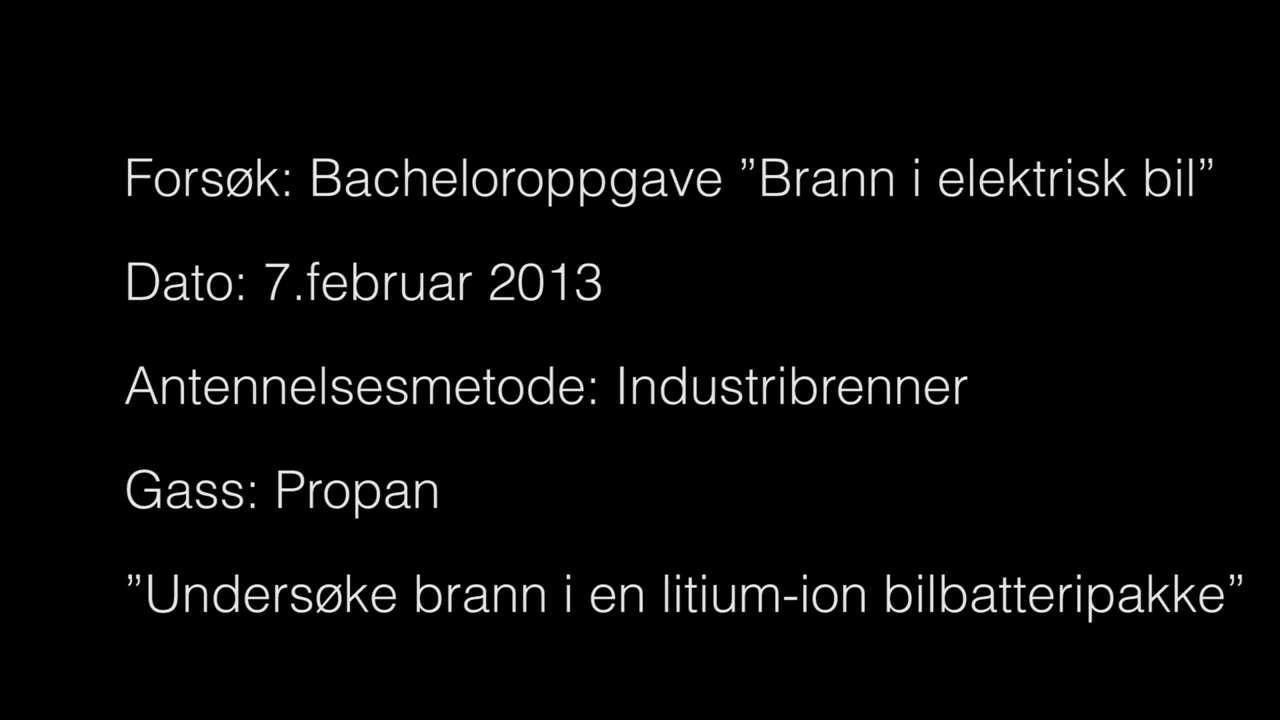 Forsøk: Bacheloroppgave ”Brann i elektrisk bil”
Dato: 7.februar 2013
Antennelsesmetode: Industribrenner
Gass: Propan
”Undersøke brann i en litium-ion bilbatteripakke”